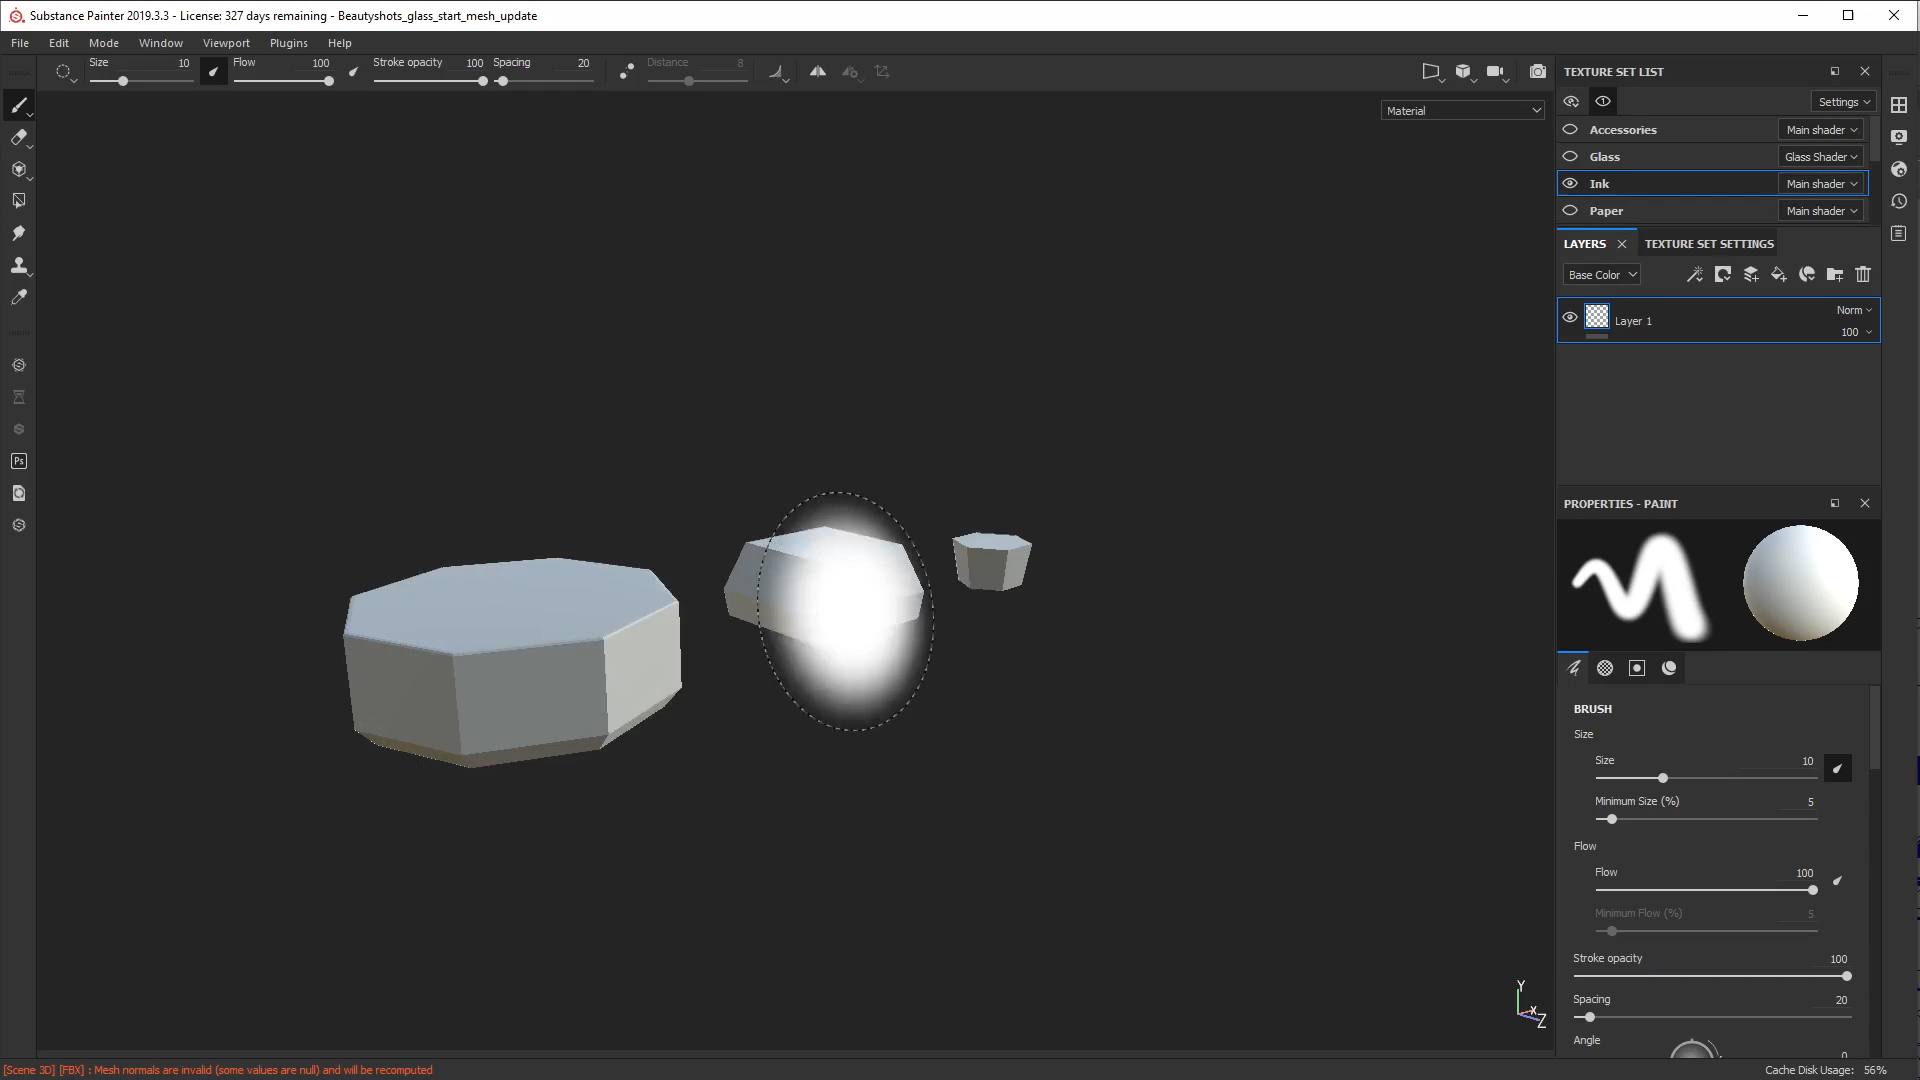 Substance Painter 2019.3.3 - License: 327 days remaining - Beautyshots_glass_start_mesh_update
File Edit Mode Window Viewport Plugins Help
Size 10 Flow 100 Stroke opacity 100 Spacing 20 Distance 8
Material
TEXTURE SET LIST
Settings
Accessories Main shader
Glass Glass Shader
Ink Main shader
Paper Main shader
LAYERS TEXTURE SET SETTINGS
Base Color
Norm
Layer 1
100
Ps
PROPERTIES - PAINT
BRUSH
Size
Size 10
Minimum Size (%) 5
Flow
Flow 100
Minimum Flow (%) 5
Stroke opacity 100
Spacing 20
Angle
0
Y
X
Z
[Scene 3D] [FBX] : Mesh normals are invalid (some values are null) and will be recomputed
Cache Disk Usage: 56%